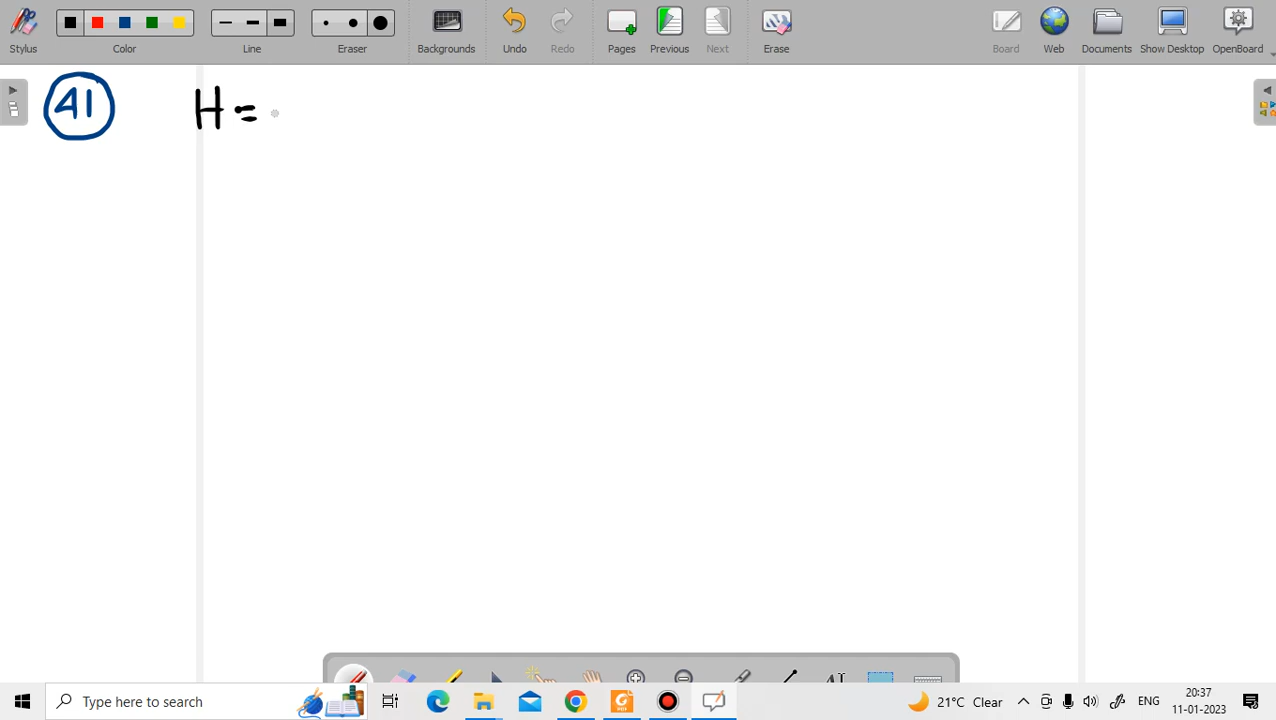 Stylus Color Line Eraser Backgrounds Undo Redo Pages Previous Next Erase Board Web Documents Show Desktop OpenBoard
41 H =
Type here to search 21°C Clear ENG 20:37
11-01-2023